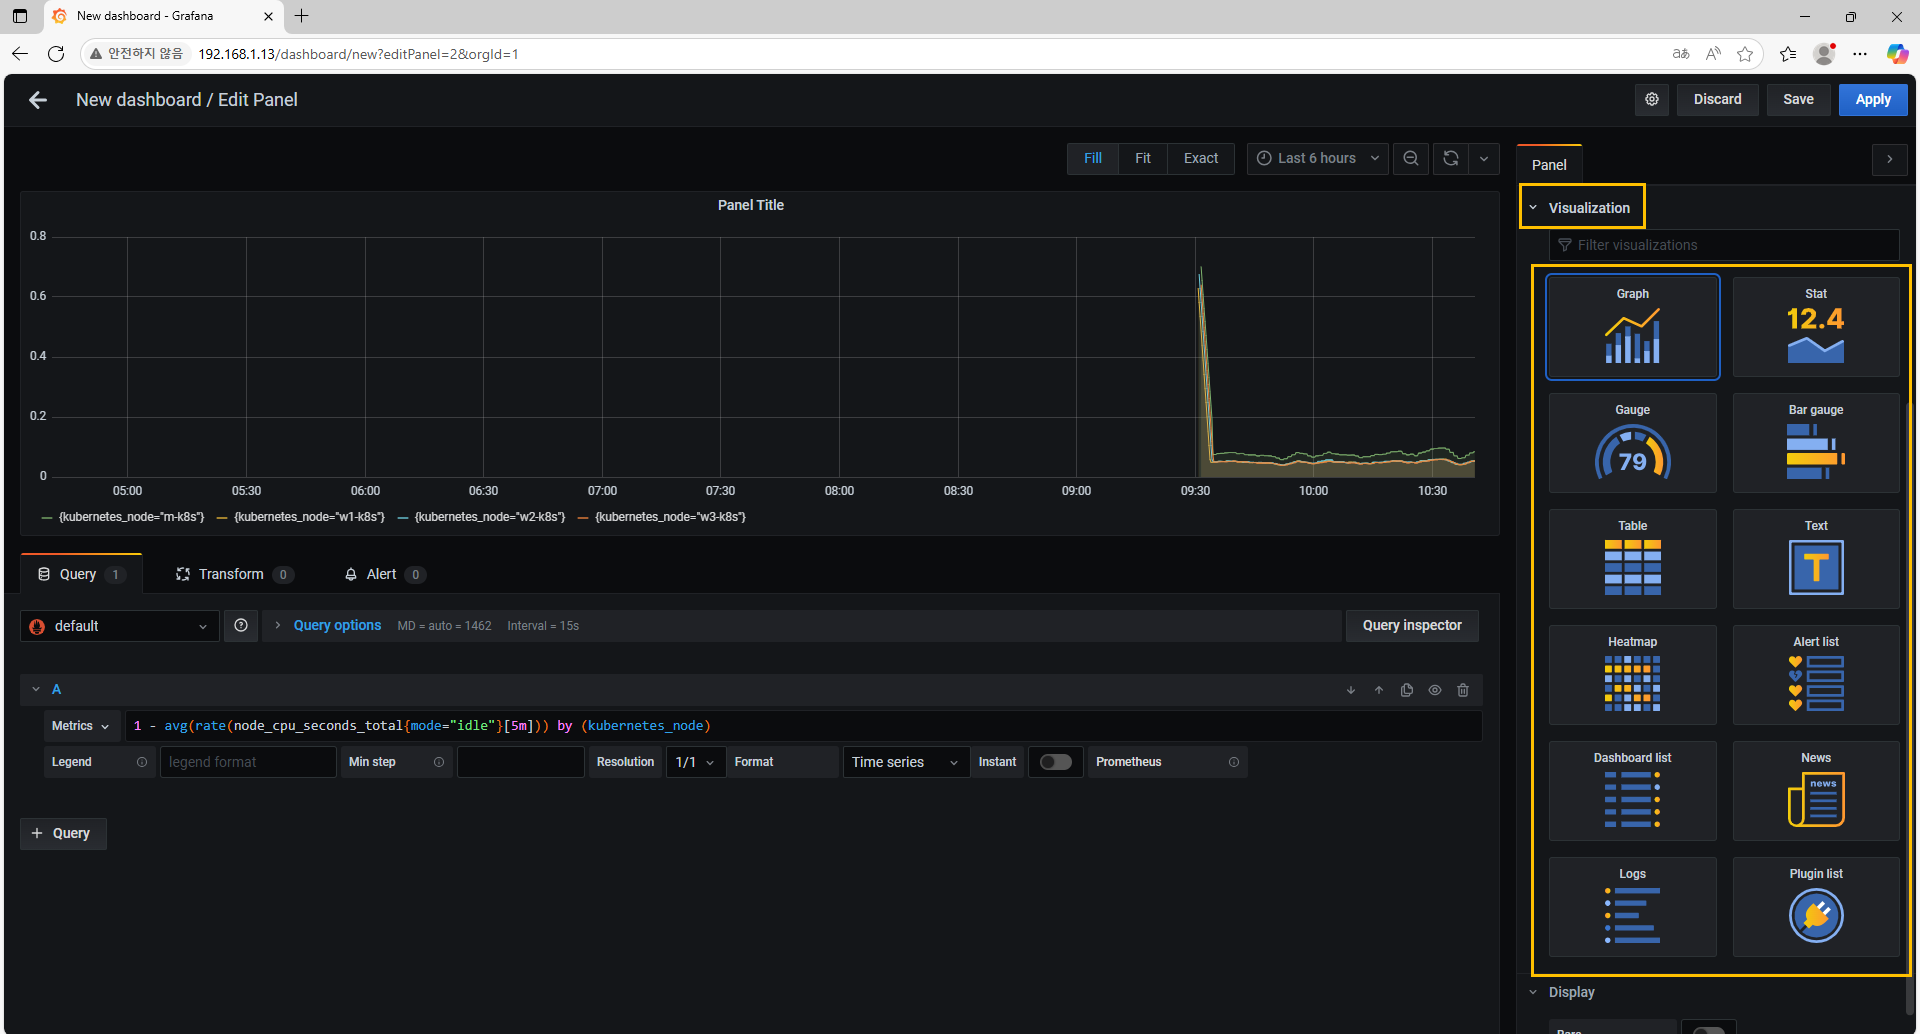 New dashboard - Grafana
안전하지 않음 192.168.1.13/dashboard/new?editPanel=2&orgId=1
New dashboard / Edit Panel
Discard Save Apply
Fill Fit Exact Last 6 hours
Panel
Visualization
Filter visualizations
Panel Title
0.8
0.6
0.4
0.2
0
05:00 05:30 06:00 06:30 07:00 07:30 08:00 08:30 09:00 09:30 10:00 10:30
{kubernetes_node="m-k8s"} {kubernetes_node="w1-k8s"} {kubernetes_node="w2-k8s"} {kubernetes_node="w3-k8s"}
Query 1 Transform 0 Alert 0
default Query options MD = auto = 1462 Interval = 15s Query inspector
A
Metrics 1 - avg(rate(node_cpu_seconds_total{mode="idle"}[5m])) by (kubernetes_node)
Legend legend format Min step Resolution 1/1 Format Time series Instant Prometheus
+ Query
Graph Stat
12.4
Gauge Bar gauge
79
Table Text
T
Heatmap Alert list
Dashboard list News
news
Logs Plugin list
Display